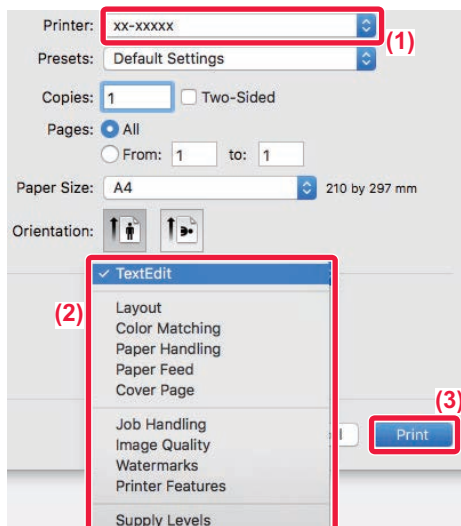 Printer: xx-xxxxx
(1)
Presets: Default Settings
Copies: 1 Two-Sided
Pages: All
From: 1 to: 1
Paper Size: A4 210 by 297 mm
Orientation:
✓ TextEdit
(2)
Layout
Color Matching
Paper Handling
Paper Feed
Cover Page
Job Handling
Image Quality
Watermarks
Printer Features
Supply Levels
(3)
Print